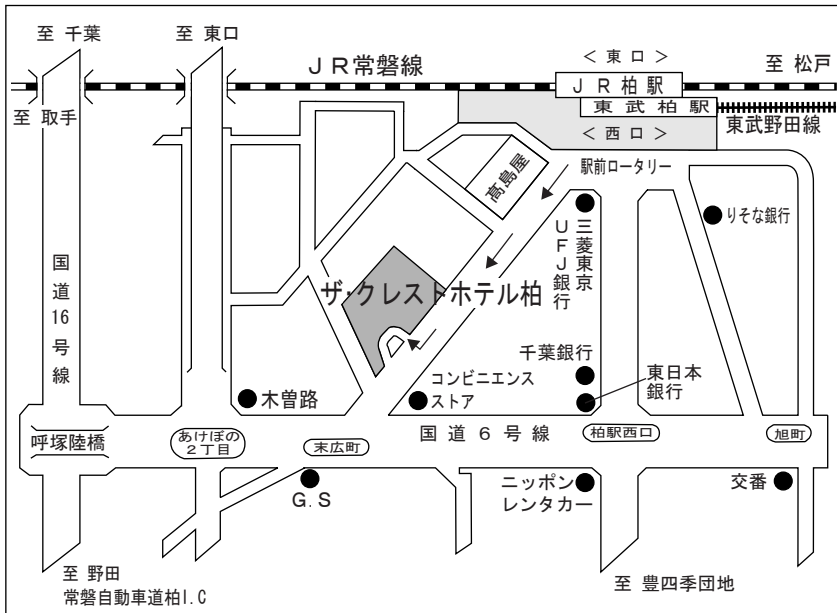 至 千葉
至 東口
JR常磐線
<東口>
JR柏駅
至 松戸
至 取手
東武柏駅
東武野田線
<西口>
駅前ロータリー
髙島屋
りそな銀行
三菱東京
UFJ銀行
国道16号線
ザ・クレストホテル柏
千葉銀行
東日本
銀行
コンビニエンス
ストア
木曽路
呼塚陸橋
あけぼの
2丁目
末広町
国道6号線
柏駅西口
旭町
G.S
ニッポン
レンタカー
交番
至 野田
常磐自動車道柏I.C
至 豊四季団地